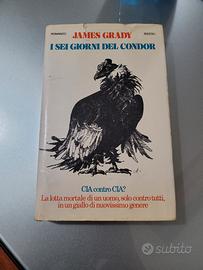 JAMES GRADY
ROMANZO
RIZZOLI
I SEI GIORNI DEL CONDOR
CIA contro CIA?
La lotta mortale di un uomo, solo contro tutti,
in un giallo di nuovissimo genere
subito